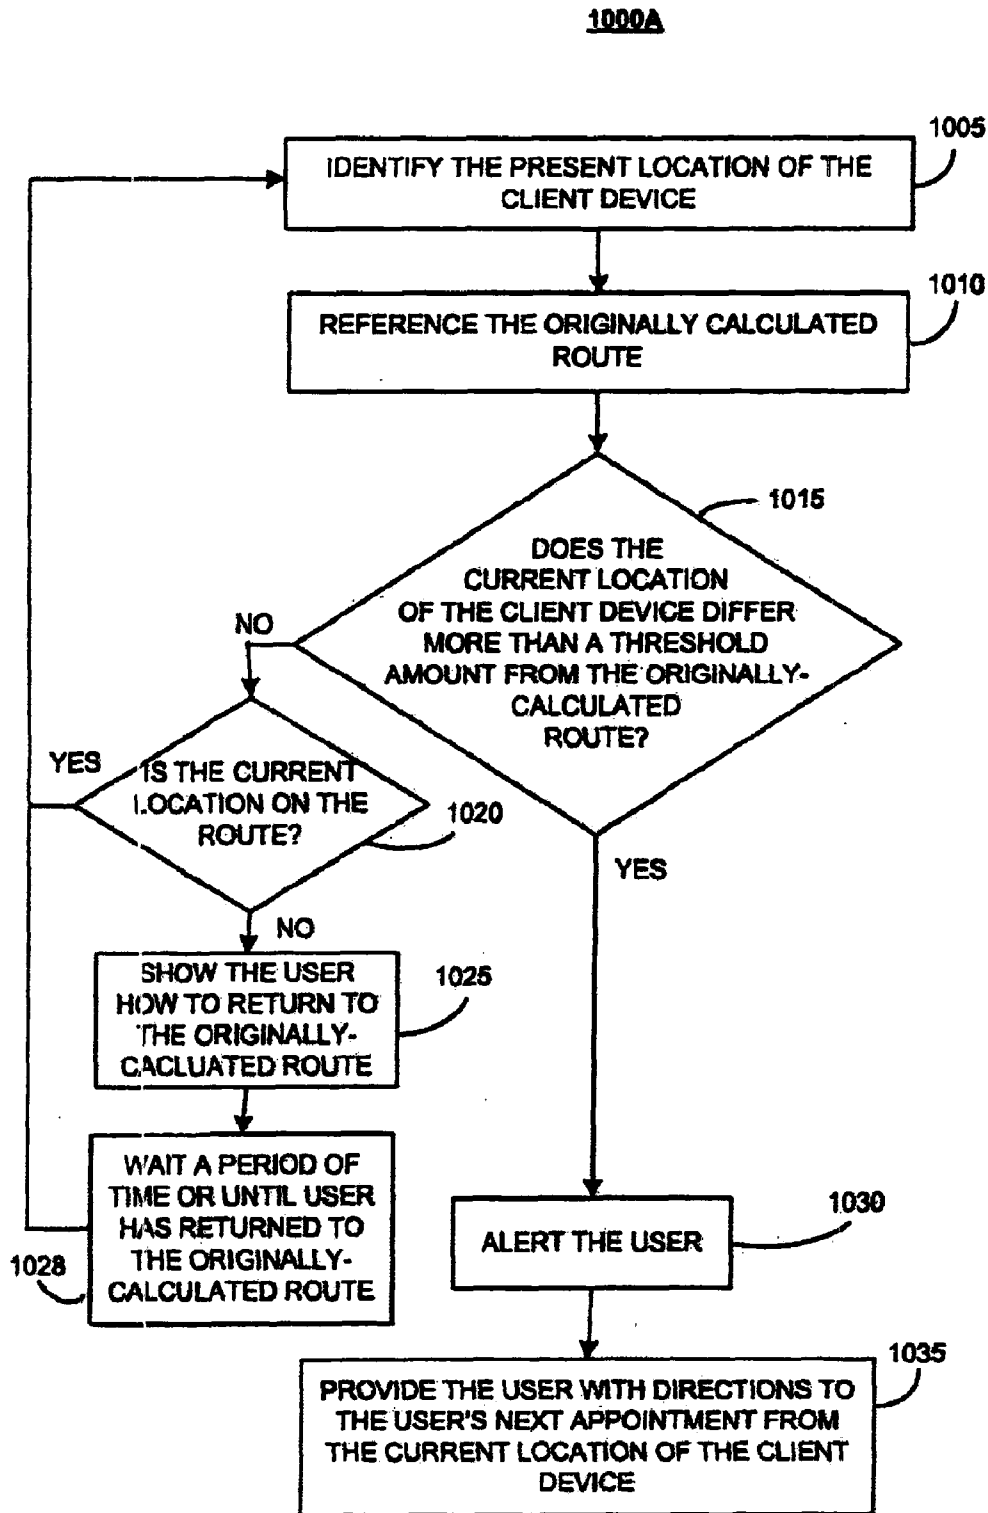 1000A
1005
IDENTIFY THE PRESENT LOCATION OF THE
CLIENT DEVICE
1010
REFERENCE THE ORIGINALLY CALCULATED
ROUTE
1015
DOES THE
CURRENT LOCATION
OF THE CLIENT DEVICE DIFFER
MORE THAN A THRESHOLD
AMOUNT FROM THE ORIGINALLY-
CALCULATED
ROUTE?
NO
YES
IS THE CURRENT
LOCATION ON THE
ROUTE?
1020
YES
NO
SHOW THE USER
HOW TO RETURN TO
THE ORIGINALLY-
CACLUATED ROUTE
1025
WAIT A PERIOD OF
TIME OR UNTIL USER
HAS RETURNED TO
THE ORIGINALLY-
CALCULATED ROUTE
1028
ALERT THE USER
1030
1035
PROVIDE THE USER WITH DIRECTIONS TO
THE USER'S NEXT APPOINTMENT FROM
THE CURRENT LOCATION OF THE CLIENT
DEVICE